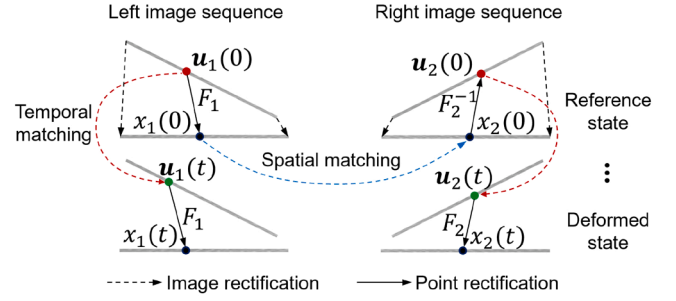 Left image sequence
Right image sequence
u₁(0)
u₂(0)
Temporal
matching
F₁
x₁(0)
F₂⁻¹
x₂(0)
Reference
state
Spatial matching
u₁(t)
u₂(t)
F₁
x₁(t)
F₂
x₂(t)
Deformed
state
Image rectification
Point rectification